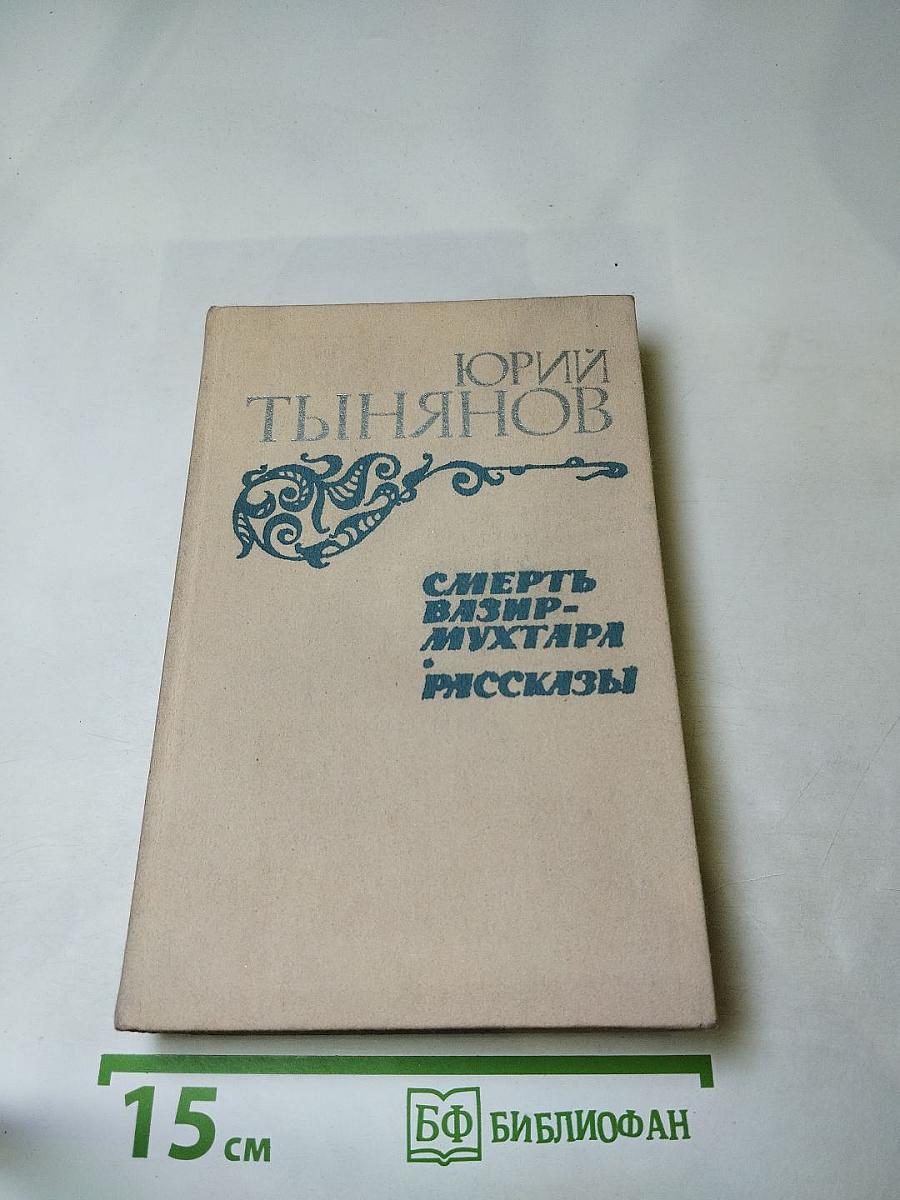 ЮРИЙ
ТЫНЯНОВ
СМЕРТЬ
ВАЗИР-
МУХТАРА
•
РАССКАЗЫ
15 см
БФ БИБЛИОФАН